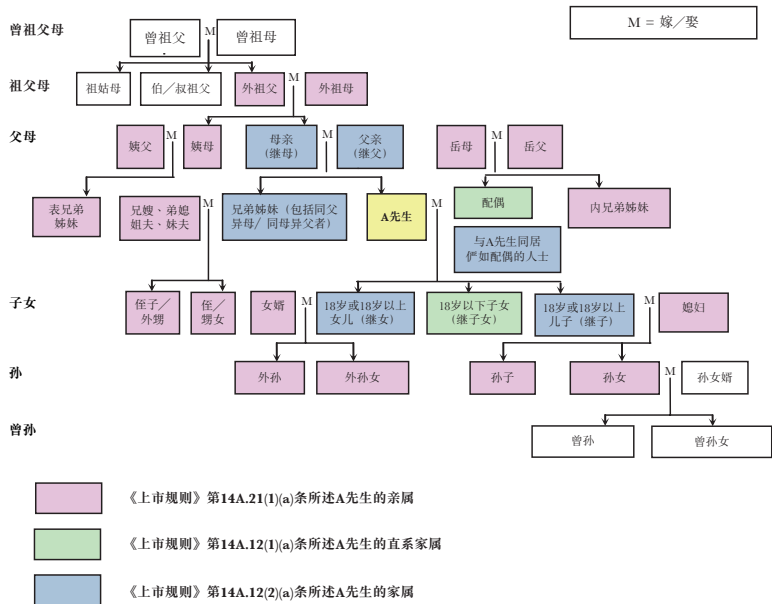 曾祖父母
曾祖父
M
曾祖母
M = 嫁／娶
祖父母
祖姑母
伯／叔祖父
外祖父
M
外祖母
父母
姨父
M
姨母
母亲
（继母）
M
父亲
（继父）
岳母
M
岳父
表兄弟
姊妹
兄嫂、弟媳
姐夫、妹夫
M
兄弟姊妹（包括同父
异母/ 同母异父者）
A先生
M
配偶
内兄弟姊妹
与A先生同居
俨如配偶的人士
子女
侄子／
外甥
侄／
甥女
女婿
M
18岁或18岁以上
女儿（继女）
18岁以下子女
（继子女）
18岁或18岁以上
儿子（继子）
M
媳妇
孙
外孙
外孙女
孙子
孙女
M
孙女婿
曾孙
曾孙
曾孙女
《上市规则》第14A.21(1)(a)条所述A先生的亲属
《上市规则》第14A.12(1)(a)条所述A先生的直系家属
《上市规则》第14A.12(2)(a)条所述A先生的家属